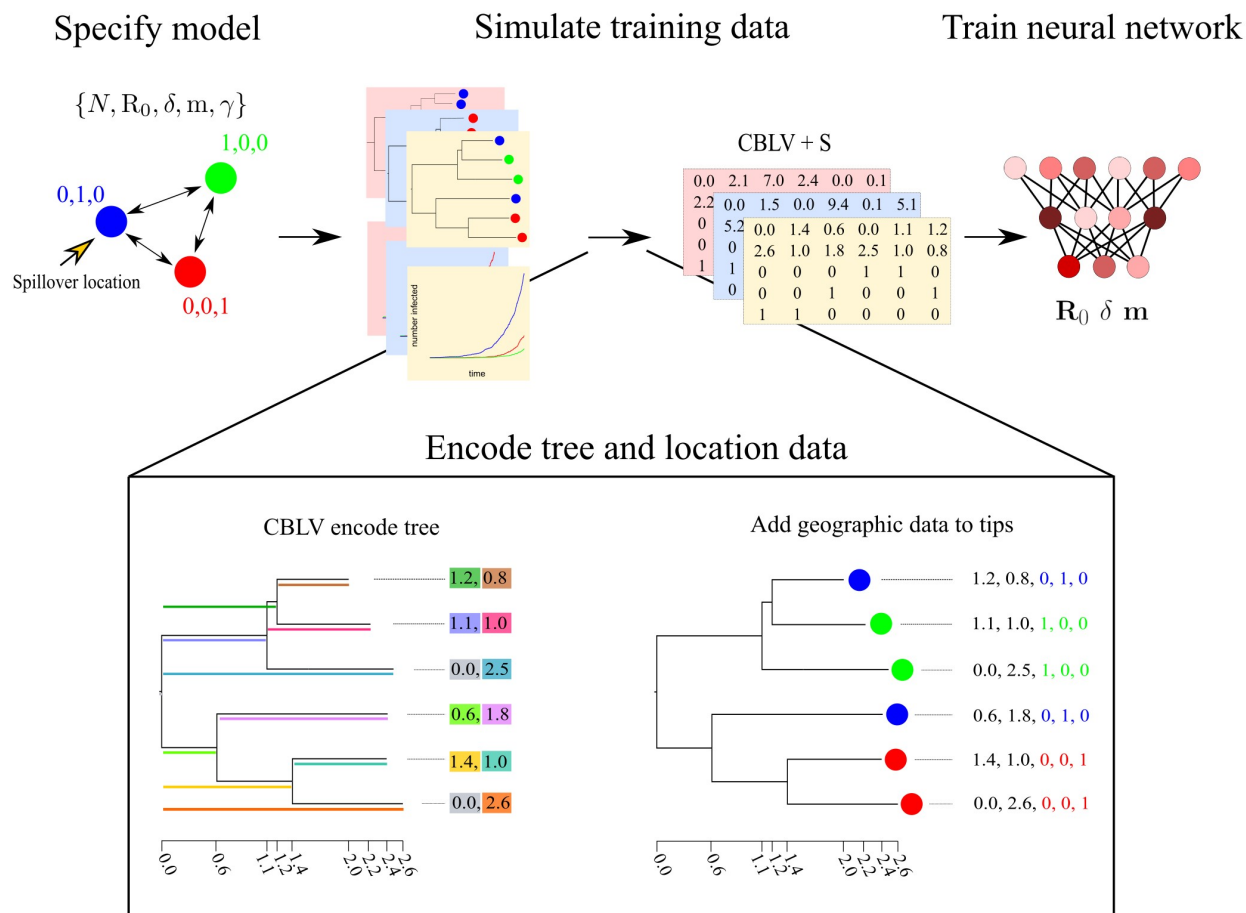 Specify model
Simulate training data
Train neural network
{N, R₀, δ, m, γ}
1,0,0
0,1,0
Spillover location
0,0,1
number infected
time
CBLV + S
0.0 2.1 7.0 2.4 0.0 0.1
2.2
0
0
1
0.0 1.5 0.0 9.4 0.1 5.1
5.2
0
1
0
0.0 1.4 0.6 0.0 1.1 1.2
2.6 1.0 1.8 2.5 1.0 0.8
0 0 0 1 1 0
0 0 1 0 0 1
1 1 0 0 0 0
R₀ δ m
Encode tree and location data
CBLV encode tree
1.2, 0.8
1.1, 1.0
0.0, 2.5
0.6, 1.8
1.4, 1.0
0.0, 2.6
0.0 0.6 1.1 1.2 1.4 2.0 2.2 2.4 2.6
Add geographic data to tips
1.2, 0.8, 0, 1, 0
1.1, 1.0, 1, 0, 0
0.0, 2.5, 1, 0, 0
0.6, 1.8, 0, 1, 0
1.4, 1.0, 0, 0, 1
0.0, 2.6, 0, 0, 1
0.0 0.6 1.1 1.2 1.4 2.0 2.2 2.4 2.6